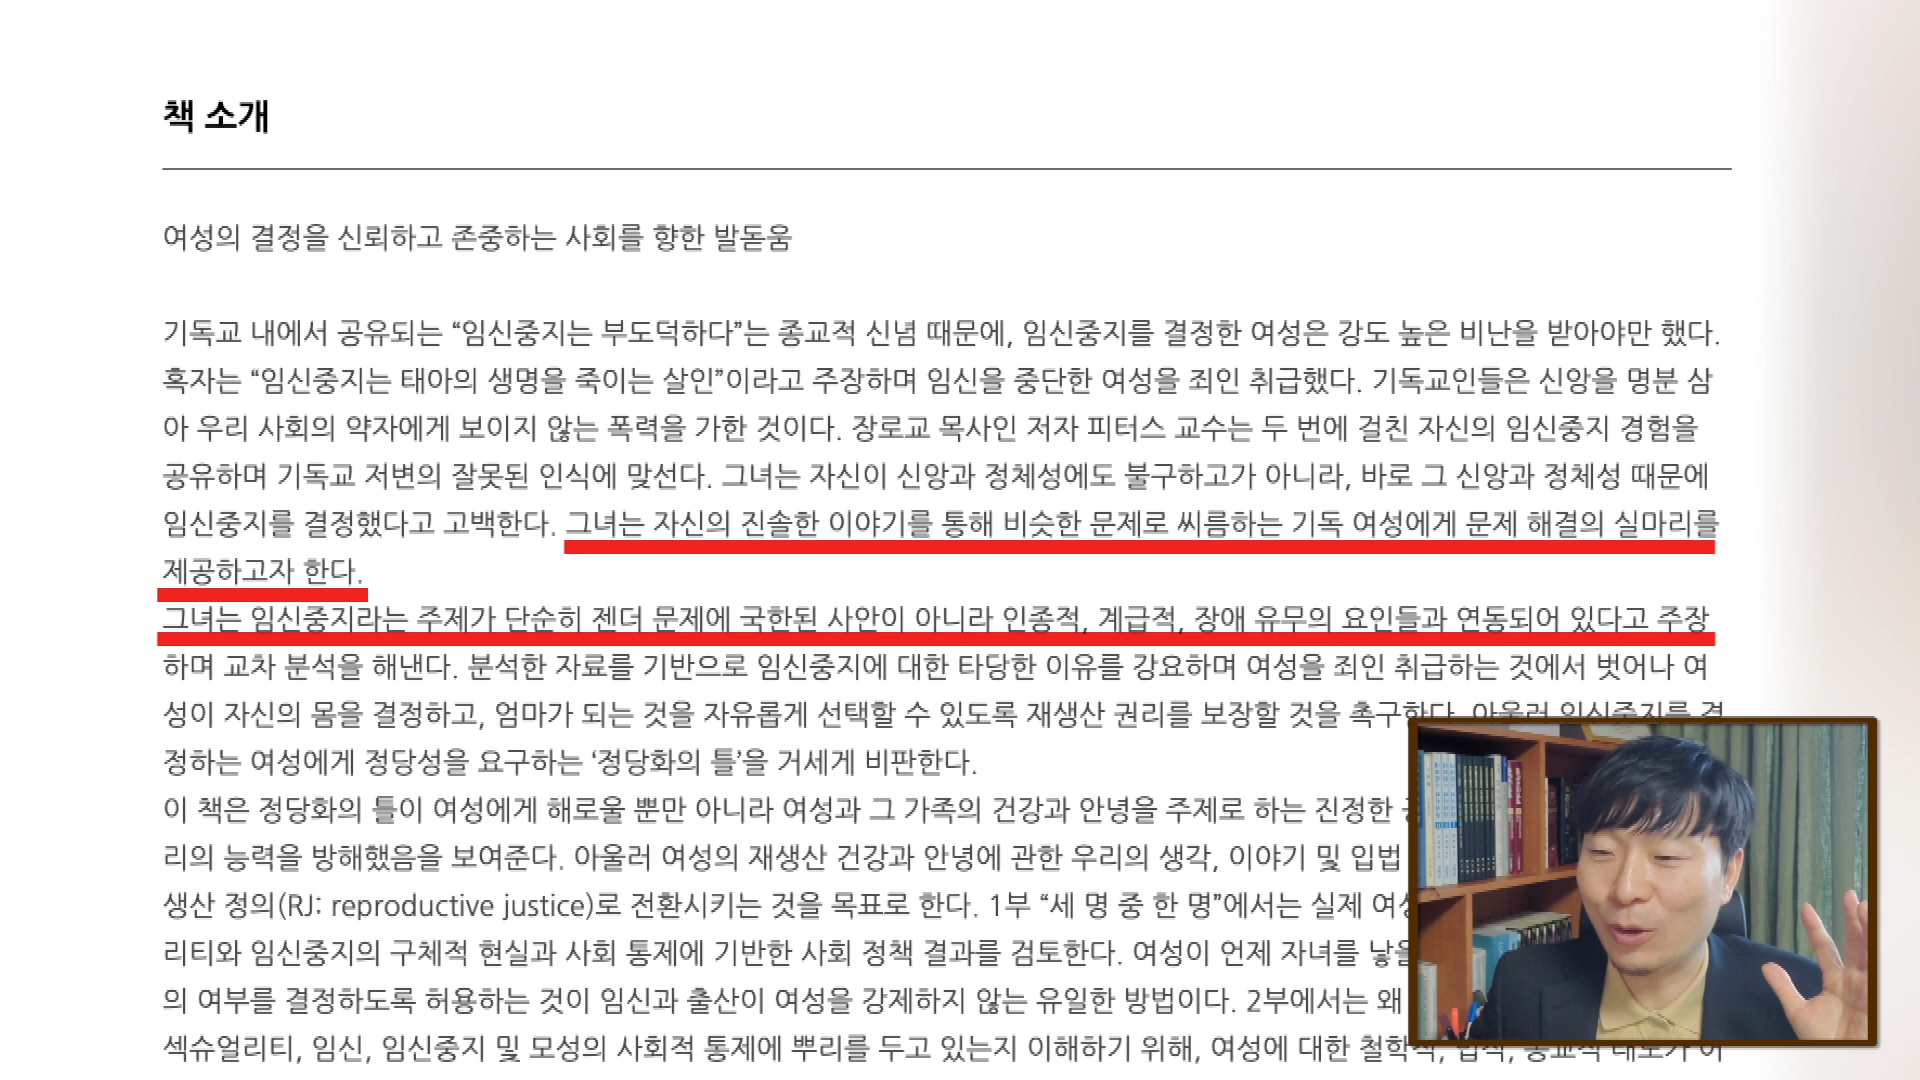 책 소개
여성의 결정을 신뢰하고 존중하는 사회를 향한 발돋움
기독교 내에서 공유되는 “임신중지는 부도덕하다”는 종교적 신념 때문에, 임신중지를 결정한 여성은 강도 높은 비난을 받아야만 했다.
혹자는 “임신중지는 태아의 생명을 죽이는 살인”이라고 주장하며 임신을 중단한 여성을 죄인 취급했다. 기독교인들은 신앙을 명분 삼
아 우리 사회의 약자에게 보이지 않는 폭력을 가한 것이다. 장로교 목사인 저자 피터스 교수는 두 번에 걸친 자신의 임신중지 경험을
공유하며 기독교 저변의 잘못된 인식에 맞선다. 그녀는 자신이 신앙과 정체성에도 불구하고가 아니라, 바로 그 신앙과 정체성 때문에
임신중지를 결정했다고 고백한다. 그녀는 자신의 진솔한 이야기를 통해 비슷한 문제로 씨름하는 기독 여성에게 문제 해결의 실마리를
제공하고자 한다.
그녀는 임신중지라는 주제가 단순히 젠더 문제에 국한된 사안이 아니라 인종적, 계급적, 장애 유무의 요인들과 연동되어 있다고 주장
하며 교차 분석을 해낸다. 분석한 자료를 기반으로 임신중지에 대한 타당한 이유를 강요하며 여성을 죄인 취급하는 것에서 벗어나 여
성이 자신의 몸을 결정하고, 엄마가 되는 것을 자유롭게 선택할 수 있도록 재생산 권리를 보장할 것을 촉구한다. 아울러 임신중지를 결
정하는 여성에게 정당성을 요구하는 ‘정당화의 틀’을 거세게 비판한다.
이 책은 정당화의 틀이 여성에게 해로울 뿐만 아니라 여성과 그 가족의 건강과 안녕을 주제로 하는 진정한
리의 능력을 방해했음을 보여준다. 아울러 여성의 재생산 건강과 안녕에 관한 우리의 생각, 이야기 및 입법
생산 정의(RJ: reproductive justice)로 전환시키는 것을 목표로 한다. 1부 “세 명 중 한 명”에서는 실제
리티와 임신중지의 구체적 현실과 사회 통제에 기반한 사회 정책 결과를 검토한다. 여성이 언제 자녀를
의 여부를 결정하도록 허용하는 것이 임신과 출산이 여성을 강제하지 않는 유일한 방법이다. 2부에서는 왜
섹슈얼리티, 임신, 임신중지 및 모성의 사회적 통제에 뿌리를 두고 있는지 이해하기 위해, 여성에 대한